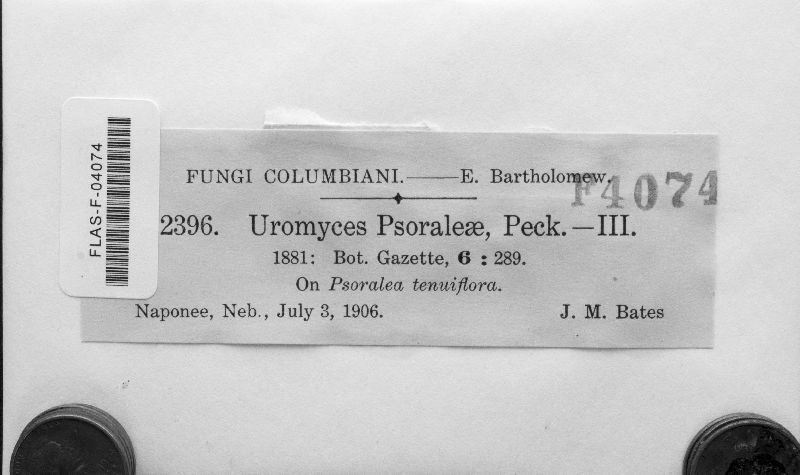 FLAS-F-04074
FUNGI COLUMBIANI.——E. Bartholomew.
F4074
2396. Uromyces Psoraleæ, Peck.—III.
1881: Bot. Gazette, 6 : 289.
On Psoralea tenuiflora.
Naponee, Neb., July 3, 1906. J. M. Bates